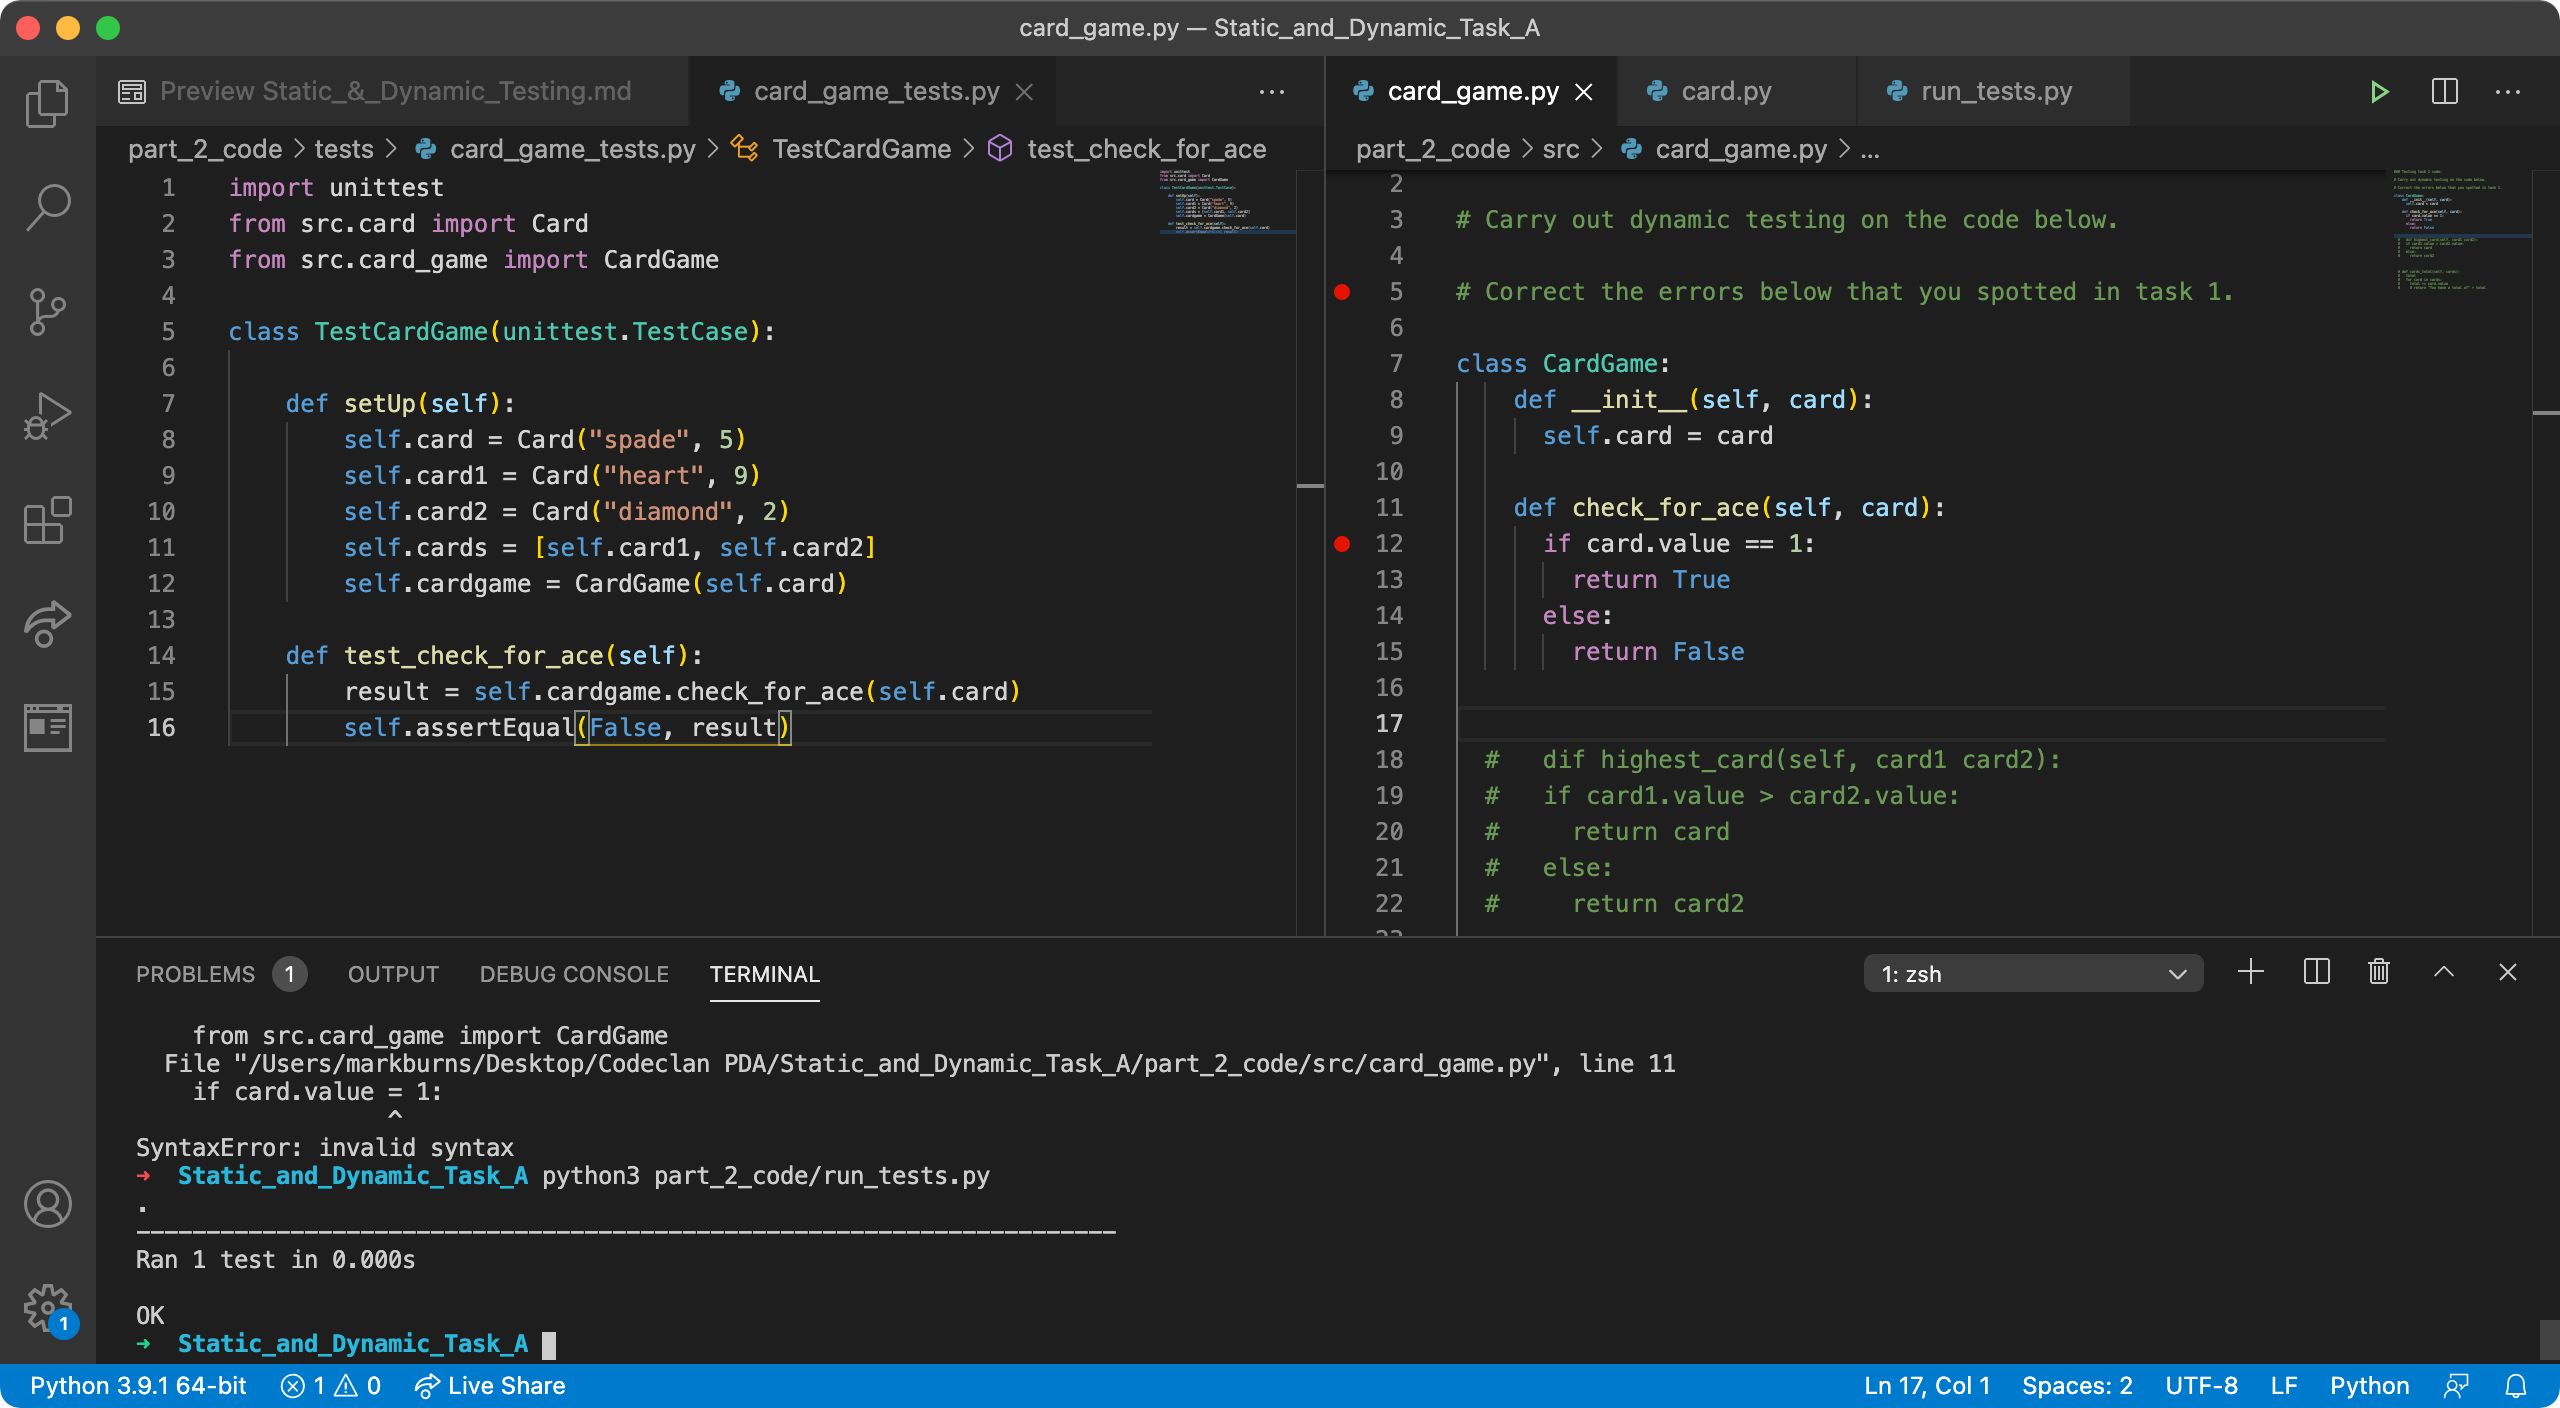 card_game.py — Static_and_Dynamic_Task_A
Preview Static_&_Dynamic_Testing.md
card_game_tests.py
part_2_code > tests > card_game_tests.py > TestCardGame > test_check_for_ace
1 import unittest
2 from src.card import Card
3 from src.card_game import CardGame
4
5 class TestCardGame(unittest.TestCase):
6
7 def setUp(self):
8 self.card = Card("spade", 5)
9 self.card1 = Card("heart", 9)
10 self.card2 = Card("diamond", 2)
11 self.cards = [self.card1, self.card2]
12 self.cardgame = CardGame(self.card)
13
14 def test_check_for_ace(self):
15 result = self.cardgame.check_for_ace(self.card)
16 self.assertEqual(False, result)
card_game.py
card.py
run_tests.py
part_2_code > src > card_game.py > ...
2
3 # Carry out dynamic testing on the code below.
4
5 # Correct the errors below that you spotted in task 1.
6
7 class CardGame:
8 def __init__(self, card):
9 self.card = card
10
11 def check_for_ace(self, card):
12 if card.value == 1:
13 return True
14 else:
15 return False
16
17
18 # dif highest_card(self, card1 card2):
19 # if card1.value > card2.value:
20 # return card
21 # else:
22 # return card2
PROBLEMS 1 OUTPUT DEBUG CONSOLE TERMINAL
1: zsh
from src.card_game import CardGame
File "/Users/markburns/Desktop/Codeclan PDA/Static_and_Dynamic_Task_A/part_2_code/src/card_game.py", line 11
if card.value = 1:
^
SyntaxError: invalid syntax
➜ Static_and_Dynamic_Task_A python3 part_2_code/run_tests.py
.
----------------------------------------------------------------------
Ran 1 test in 0.000s
OK
➜ Static_and_Dynamic_Task_A
1
Python 3.9.1 64-bit 1 0 Live Share
Ln 17, Col 1 Spaces: 2 UTF-8 LF Python